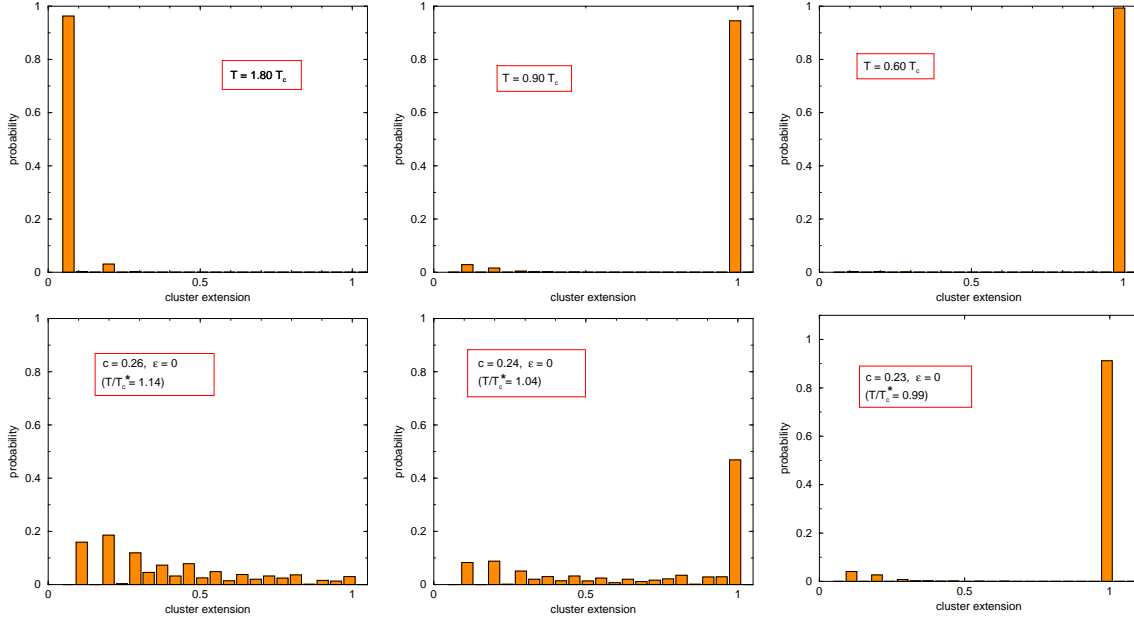 1
0.8
0.6
0.4
0.2
0
probability
T = 1.80 T_c
0 0.5 1
cluster extension
1
0.8
0.6
0.4
0.2
0
probability
T = 0.90 T_c
0 0.5 1
cluster extension
1
0.8
0.6
0.4
0.2
0
probability
T = 0.60 T_c
0 0.5 1
cluster extension
1
0.8
0.6
0.4
0.2
0
probability
c = 0.26, ε = 0
(T/T_c*= 1.14)
0 0.5 1
cluster extension
1
0.8
0.6
0.4
0.2
0
probability
c = 0.24, ε = 0
(T/T_c*= 1.04)
0 0.5 1
cluster extension
1
0.8
0.6
0.4
0.2
0
probability
c = 0.23, ε = 0
(T/T_c*= 0.99)
0 0.5 1
cluster extension